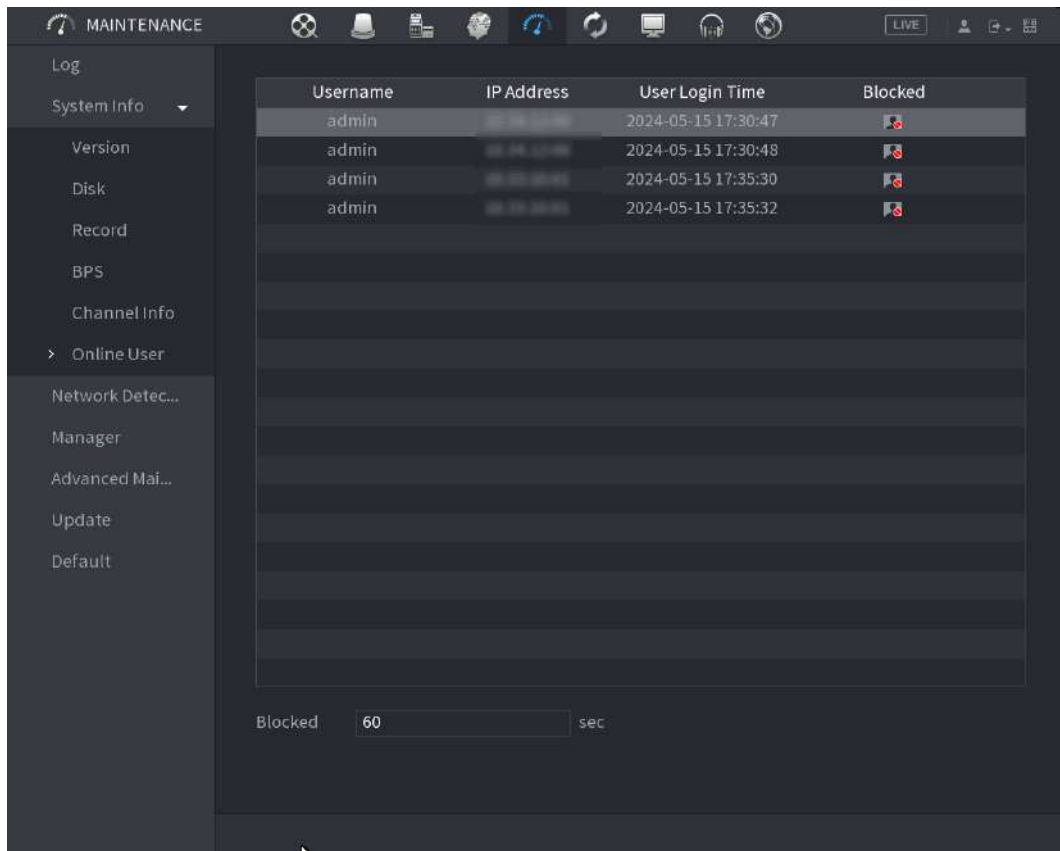 MAINTENANCE LIVE
Log
System Info
Version
Disk
Record
BPS
Channel Info
Online User
Network Detec...
Manager
Advanced Mai...
Update
Default
Username IP Address User Login Time Blocked
admin 2024-05-15 17:30:47
admin 2024-05-15 17:30:48
admin 2024-05-15 17:35:30
admin 2024-05-15 17:35:32
Blocked 60 sec